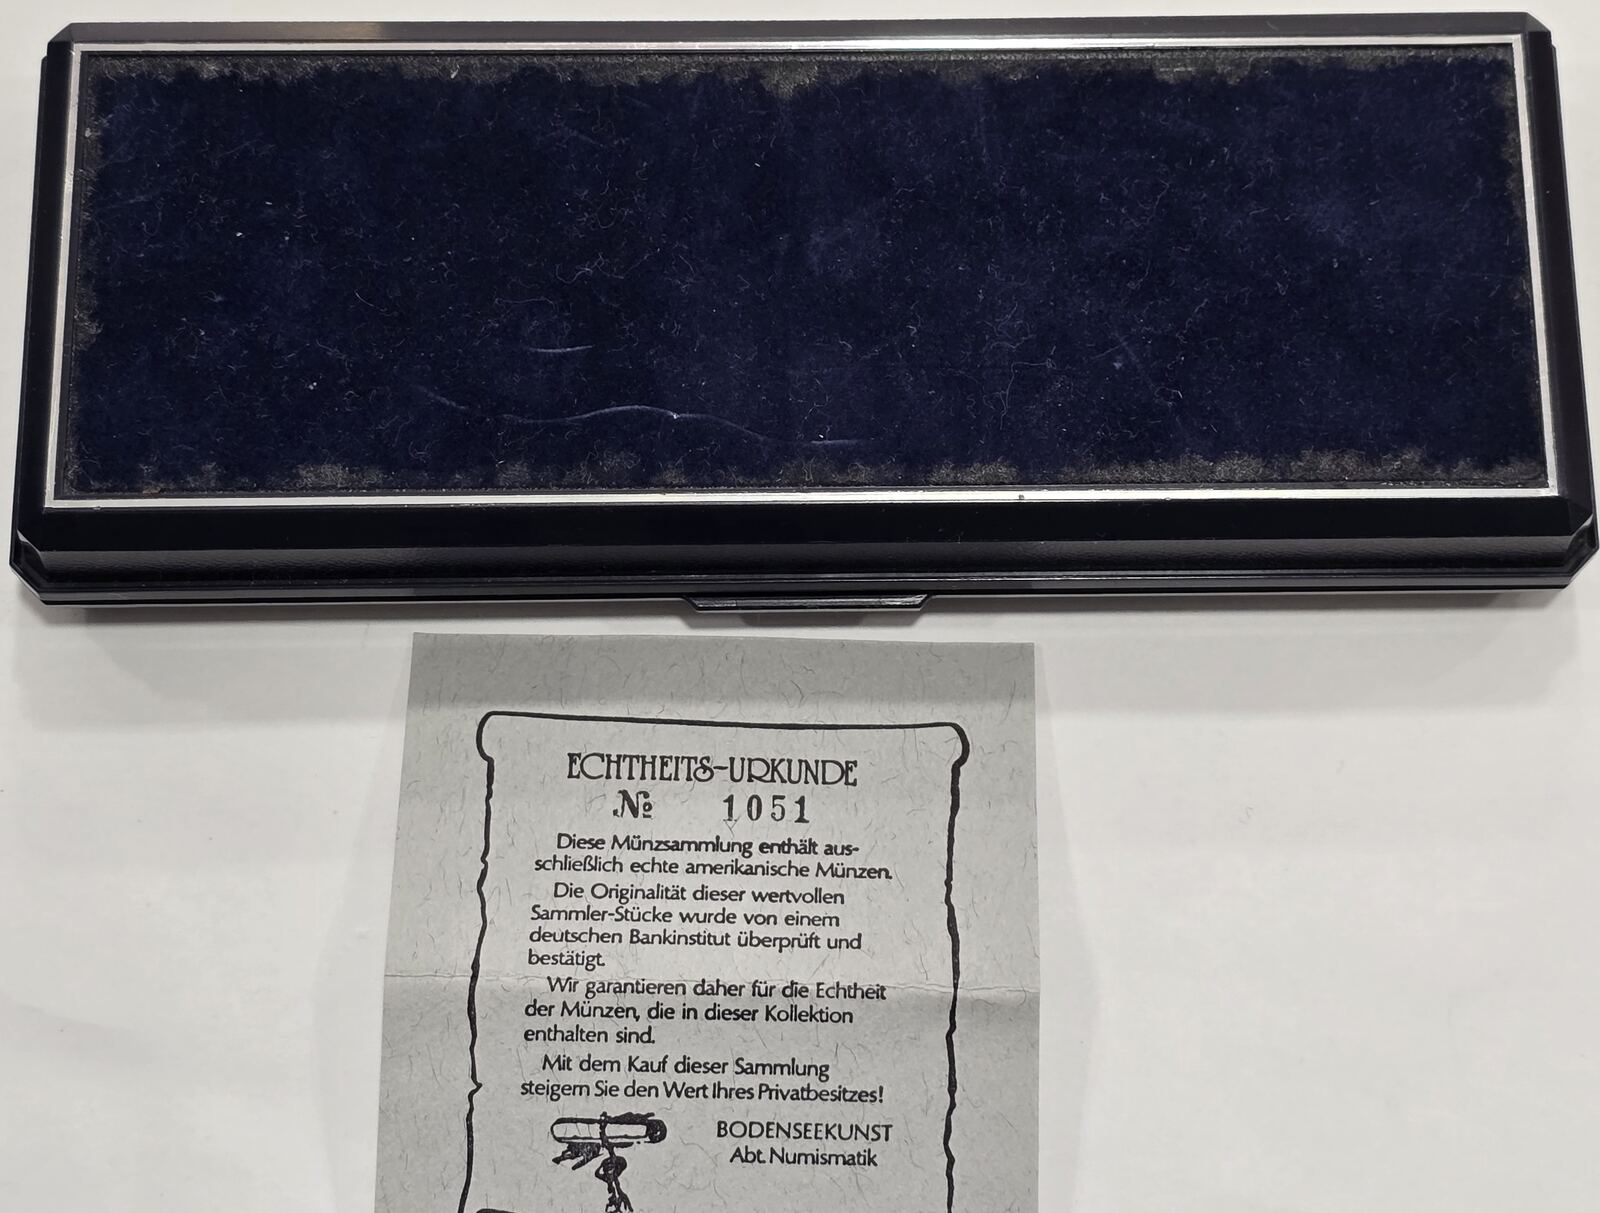 ECHTHEITS-URKUNDE
№ 1051
Diese Münzsammlung enthält aus-
schließlich echte amerikanische Münzen.
Die Originalität dieser wertvollen
Sammler-Stücke wurde von einem
deutschen Bankinstitut überprüft und
bestätigt.
Wir garantieren daher für die Echtheit
der Münzen, die in dieser Kollektion
enthalten sind.
Mit dem Kauf dieser Sammlung
steigern Sie den Wert Ihres Privatbesitzes!
BODENSEEKUNST
Abt. Numismatik